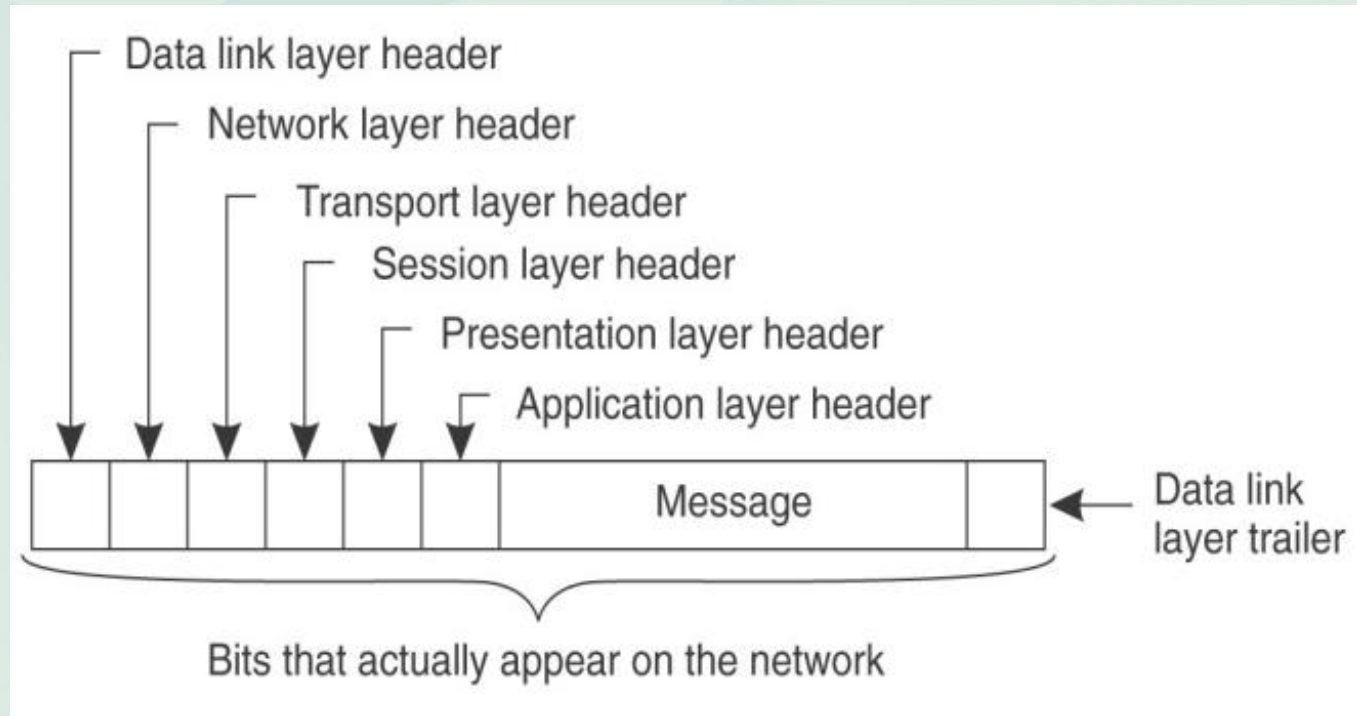 Data link layer header
Network layer header
Transport layer header
Session layer header
Presentation layer header
Application layer header
Message
Data link
layer trailer
Bits that actually appear on the network